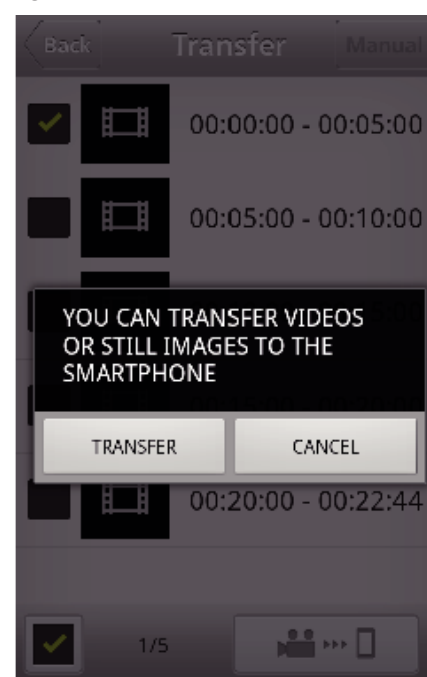 Back Transfer Manual
00:00:00 - 00:05:00
00:05:00 - 00:10:00
YOU CAN TRANSFER VIDEOS
OR STILL IMAGES TO THE
SMARTPHONE
TRANSFER CANCEL
00:20:00 - 00:22:44
1/5